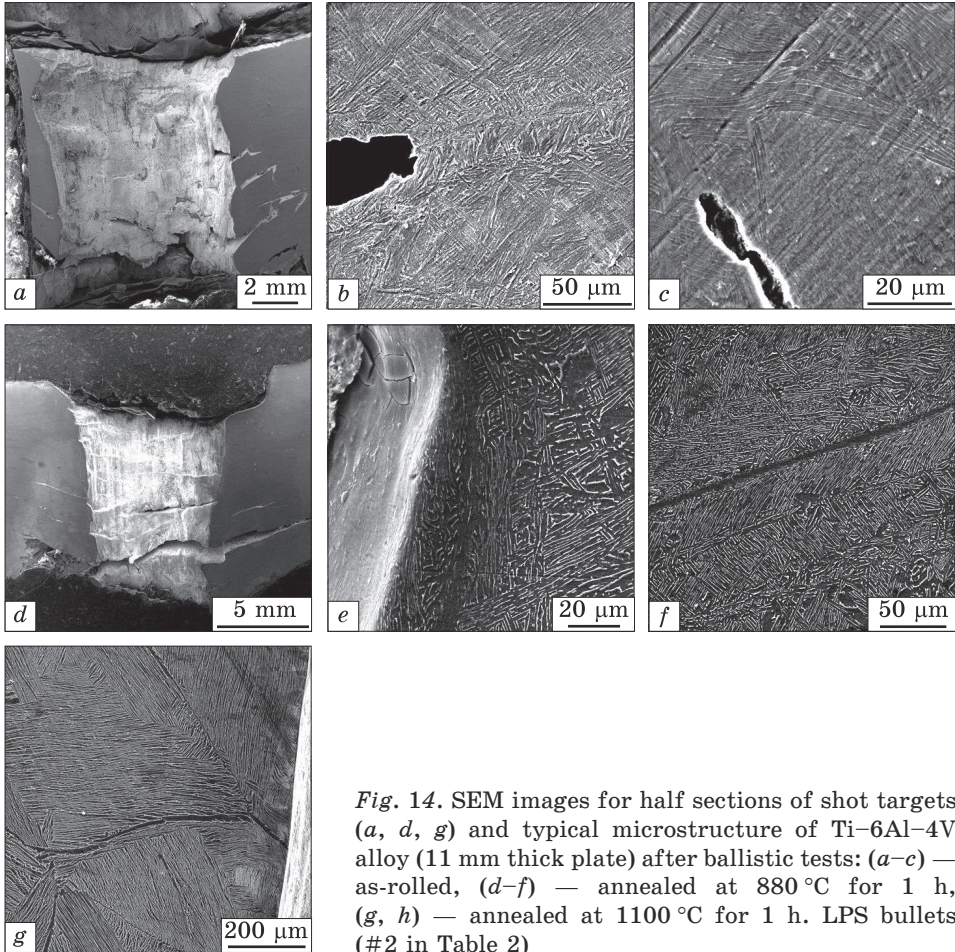 a
2 mm
b
50 μm
c
20 μm
d
5 mm
e
20 μm
f
50 μm
g
200 μm
Fig. 14. SEM images for half sections of shot targets
(a, d, g) and typical microstructure of Ti–6Al–4V
alloy (11 mm thick plate) after ballistic tests: (a–c) —
as-rolled, (d–f) — annealed at 880 °C for 1 h,
(g, h) — annealed at 1100 °C for 1 h. LPS bullets
(#2 in Table 2)